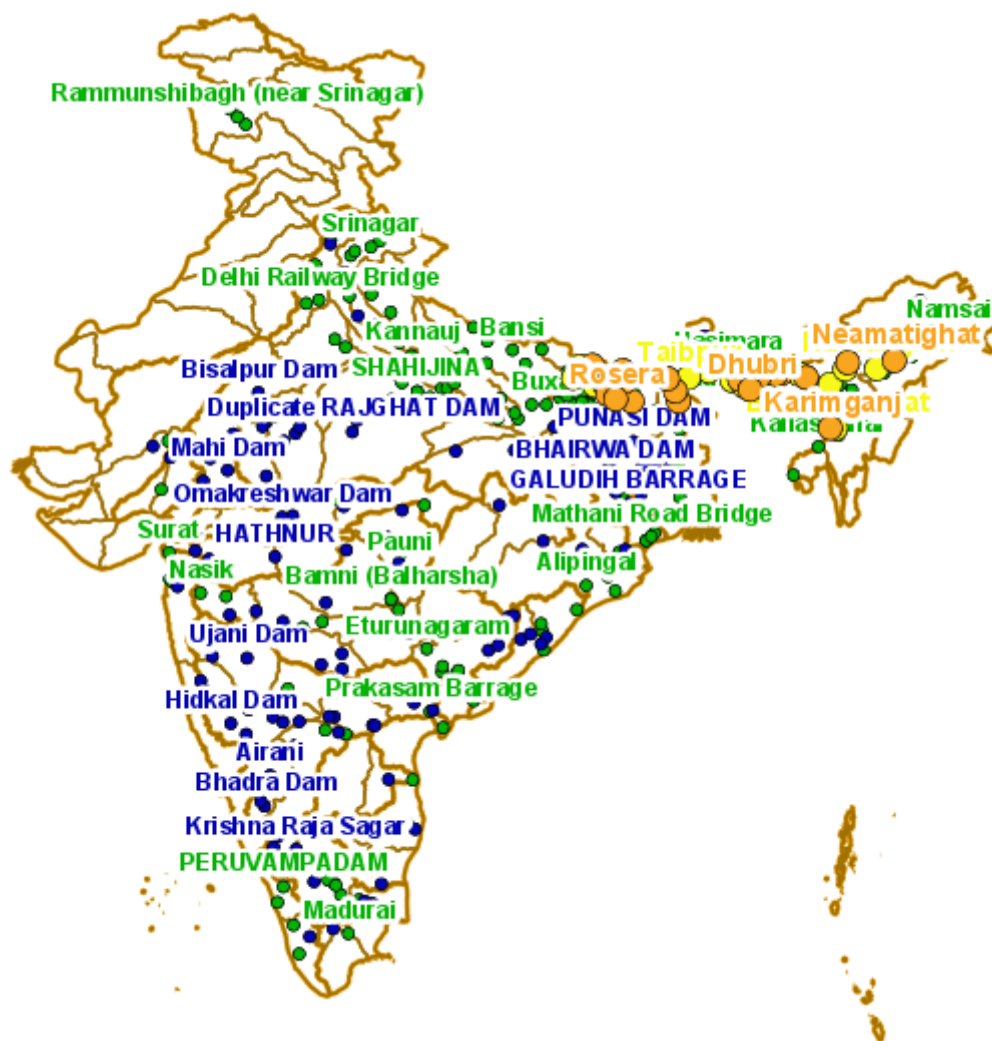 Rammunshibagh (near Srinagar)
Srinagar
Delhi Railway Bridge
Namsai
Kannauj
Bansi
Neamatighat
SHAHIJINA
Dhubri
Bisalpur Dam
Rosera
Duplicate RAJGHAT DAM
Karimganj
PUNASI DAM
Mahi Dam
BHAIRWA DAM
GALUDIH BARRAGE
Omakreshwar Dam
Mathani Road Bridge
Surat
HATHNUR
Pauni
Alipingal
Nasik
Bamni (Balharsha)
Eturunagaram
Ujani Dam
Prakasam Barrage
Hidkal Dam
Airani
Bhadra Dam
Krishna Raja Sagar
PERUVAMPADAM
Madurai